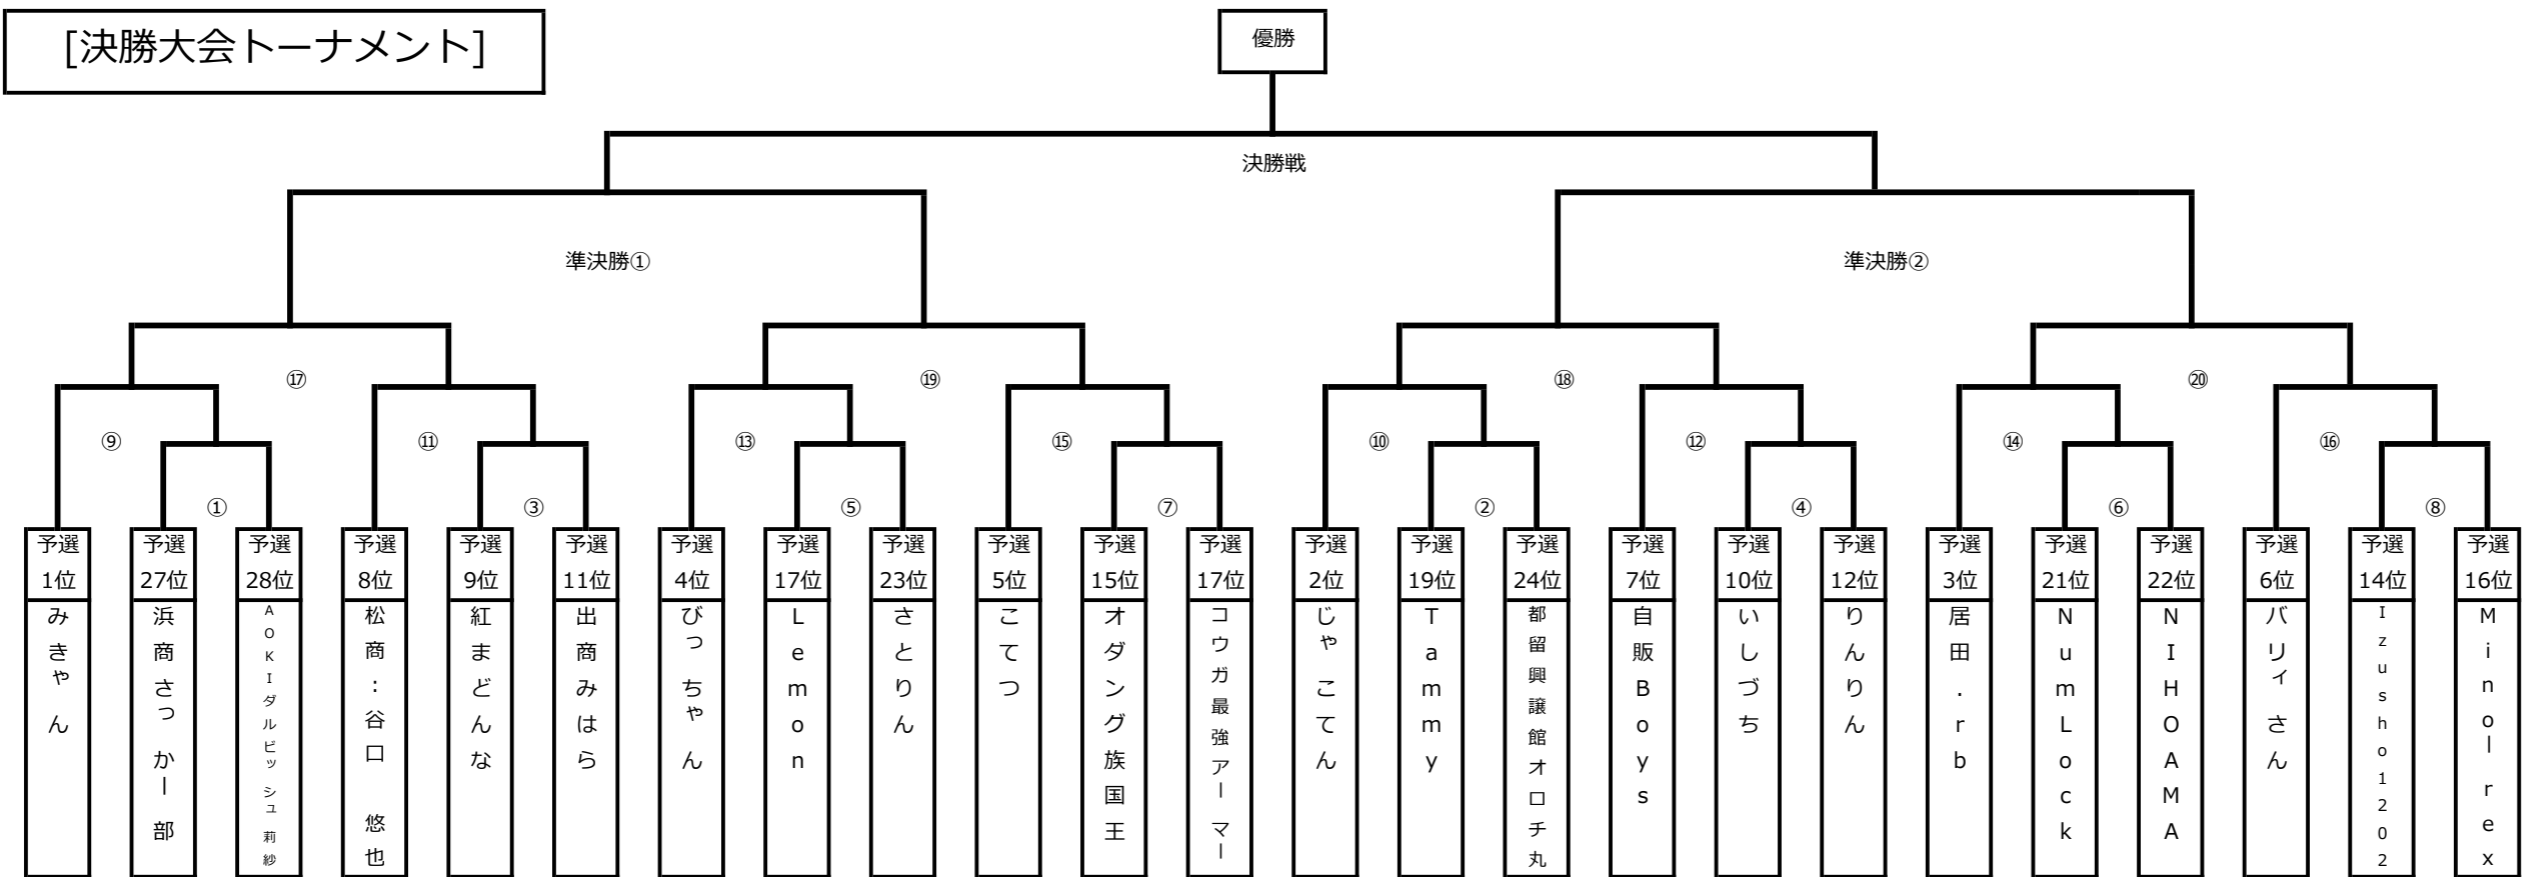 [決勝大会トーナメント]
優勝
決勝戦
準決勝①
準決勝②
⑰
⑲
⑱
⑳
⑨
⑪
⑬
⑮
⑩
⑫
⑭
⑯
①
③
⑤
⑦
②
④
⑥
⑧
予選
1位
みきゃん
予選
27位
浜商さっかー部
予選
28位
AOKIダルビッシュ莉紗
予選
8位
松商：谷口　悠也
予選
9位
紅まどんな
予選
11位
出商みはら
予選
4位
びっちゃん
予選
17位
Lemon
予選
23位
さとりん
予選
5位
こてつ
予選
15位
オダング族国王
予選
17位
コウガ最強アーマー
予選
2位
じゃこてん
予選
19位
Tammy
予選
24位
都留興譲館オロチ丸
予選
7位
自販Boys
予選
10位
いしづち
予選
12位
りんりん
予選
3位
居田.rb
予選
21位
NumLock
予選
22位
NIHOAMA
予選
6位
バリィさん
予選
14位
Izusho1202
予選
16位
Minol rex